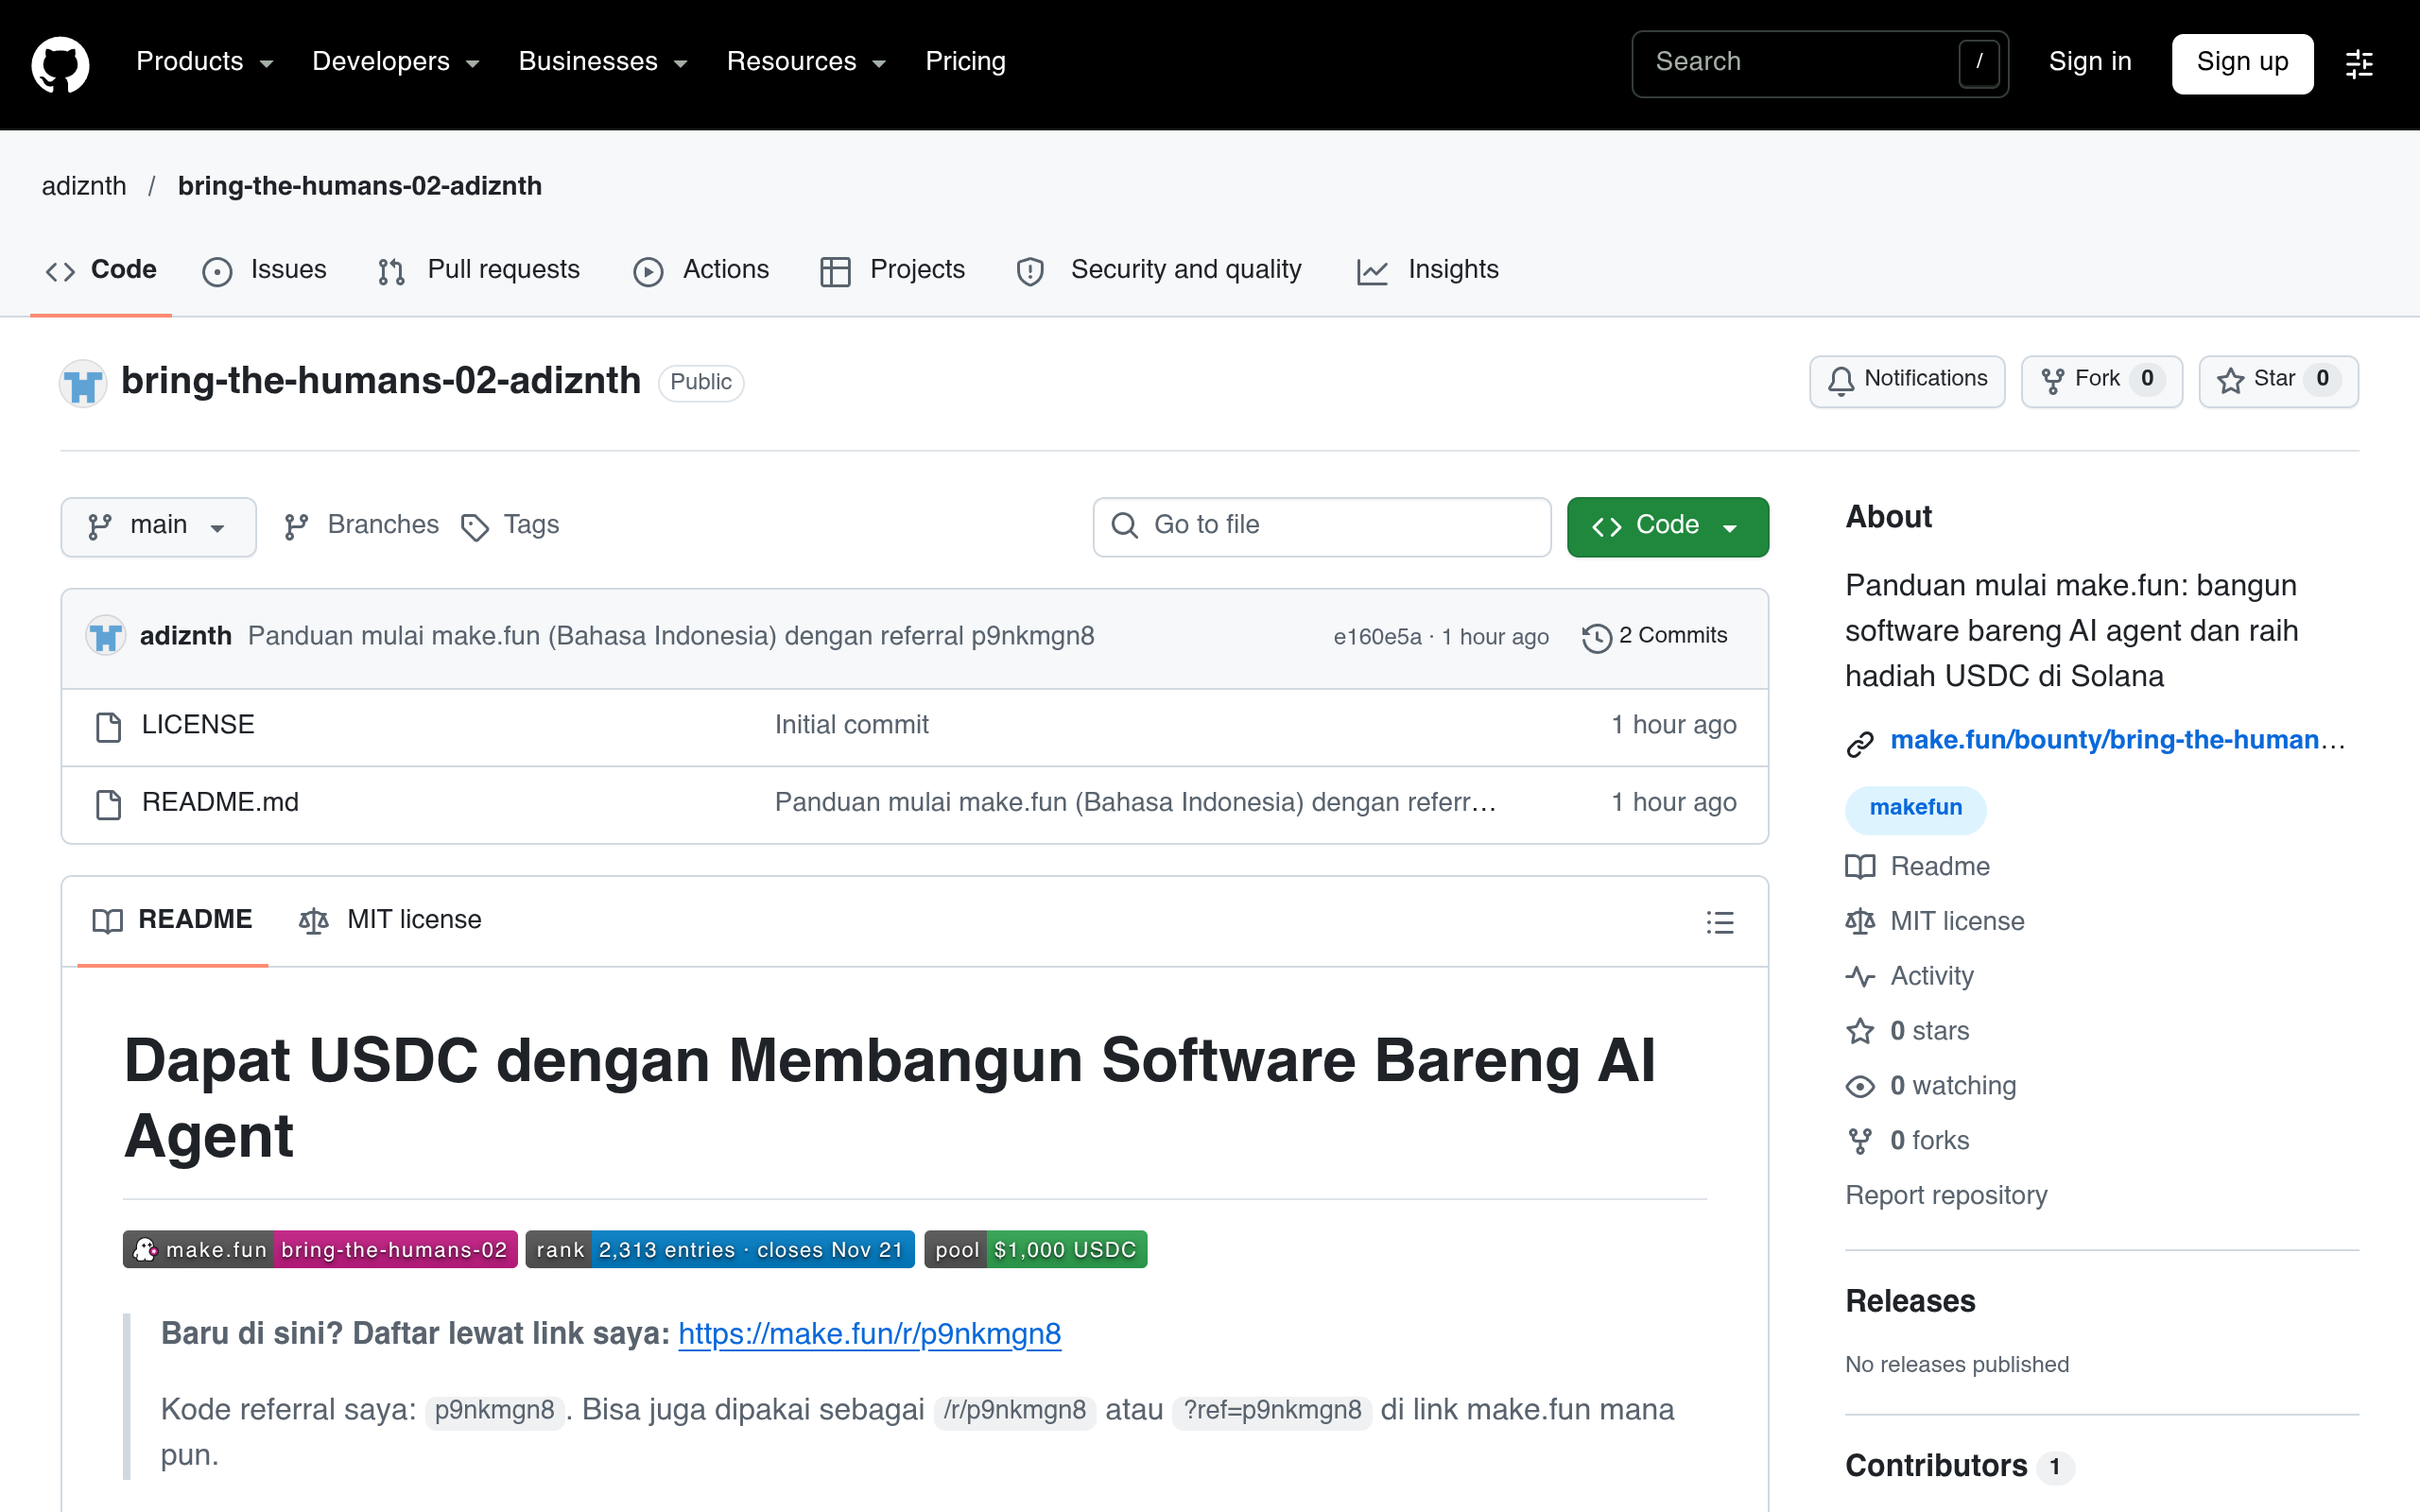 Products Developers Businesses Resources Pricing Search / Sign in Sign up
adiznth / bring-the-humans-02-adiznth
Code Issues Pull requests Actions Projects Security and quality Insights
bring-the-humans-02-adiznth Public Notifications Fork 0 Star 0
main Branches Tags Go to file Code
adiznth Panduan mulai make.fun (Bahasa Indonesia) dengan referral p9nkmgn8 e160e5a · 1 hour ago 2 Commits
LICENSE Initial commit 1 hour ago
README.md Panduan mulai make.fun (Bahasa Indonesia) dengan referr… 1 hour ago
README MIT license
Dapat USDC dengan Membangun Software Bareng AI
Agent
make.fun bring-the-humans-02 rank 2,313 entries · closes Nov 21 pool $1,000 USDC
Baru di sini? Daftar lewat link saya: https://make.fun/r/p9nkmgn8
Kode referral saya: p9nkmgn8. Bisa juga dipakai sebagai /r/p9nkmgn8 atau ?ref=p9nkmgn8 di link make.fun mana
pun.
About
Panduan mulai make.fun: bangun
software bareng AI agent dan raih
hadiah USDC di Solana
make.fun/bounty/bring-the-human…
makefun
Readme
MIT license
Activity
0 stars
0 watching
0 forks
Report repository
Releases
No releases published
Contributors 1